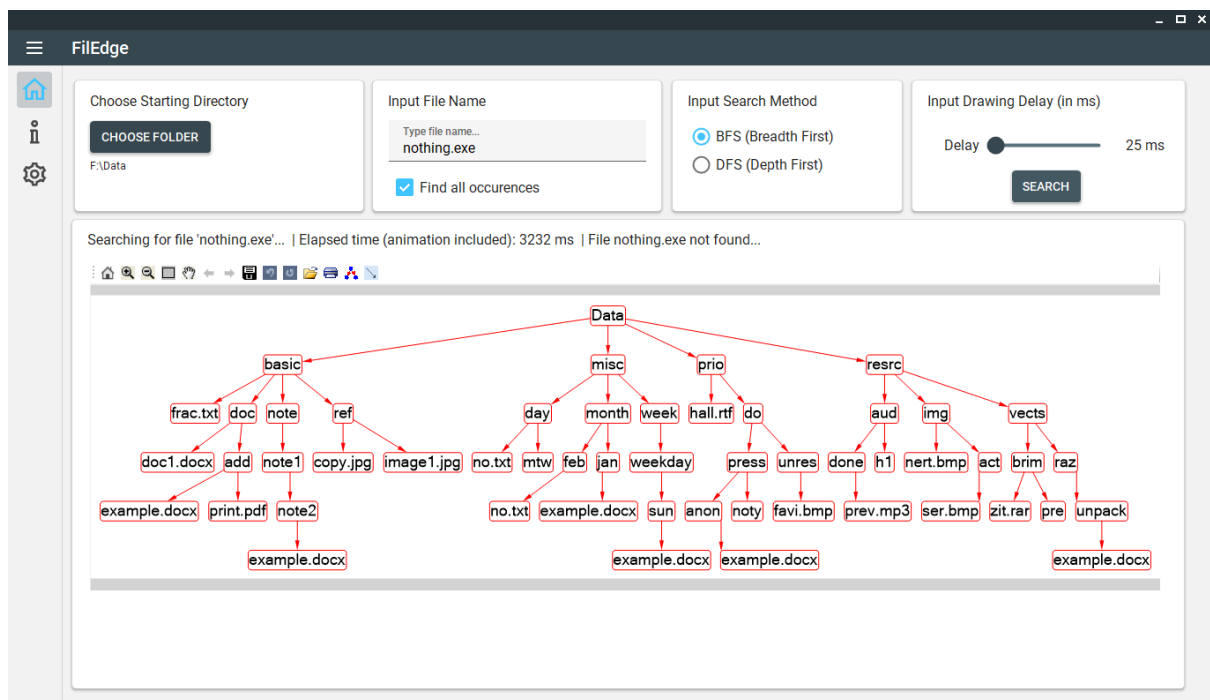 FilEdge
Choose Starting Directory
CHOOSE FOLDER
F:\Data
Input File Name
Type file name...
nothing.exe
Find all occurences
Input Search Method
BFS (Breadth First)
DFS (Depth First)
Input Drawing Delay (in ms)
Delay 25 ms
SEARCH
Searching for file 'nothing.exe'... | Elapsed time (animation included): 3232 ms | File nothing.exe not found...
Data
basic misc prio resrc
frac.txt doc note ref day month week hall.rtf do aud img vects
doc1.docx add note1 copy.jpg image1.jpg no.txt mtw feb jan weekday press unres done h1 nert.bmp act brim raz
example.docx print.pdf note2 no.txt example.docx sun anon noty favi.bmp prev.mp3 ser.bmp zit.rar pre unpack
example.docx example.docx example.docx example.docx